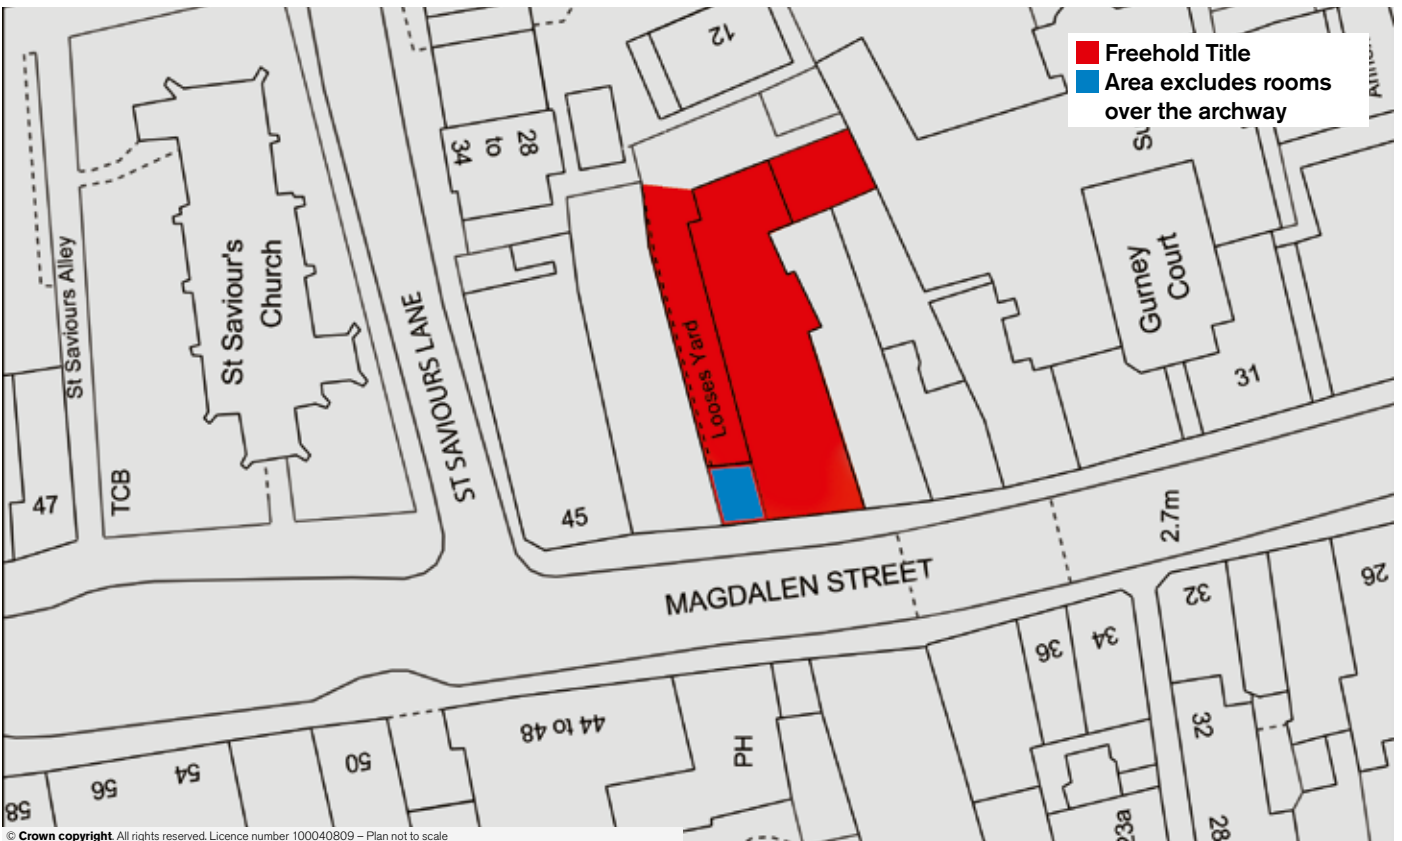 Freehold Title
Area excludes rooms
over the archway
12
34
to
28
St Saviour's
Church
St Saviours Alley
ST SAVIOURS LANE
Looses Yard
Gurney
Court
31
TCB
47
45
2.7m
MAGDALEN STREET
32
26
36
34
32
44 to 48
PH
50
54
56
58
23a
28
© Crown copyright. All rights reserved. Licence number 100040809 – Plan not to scale